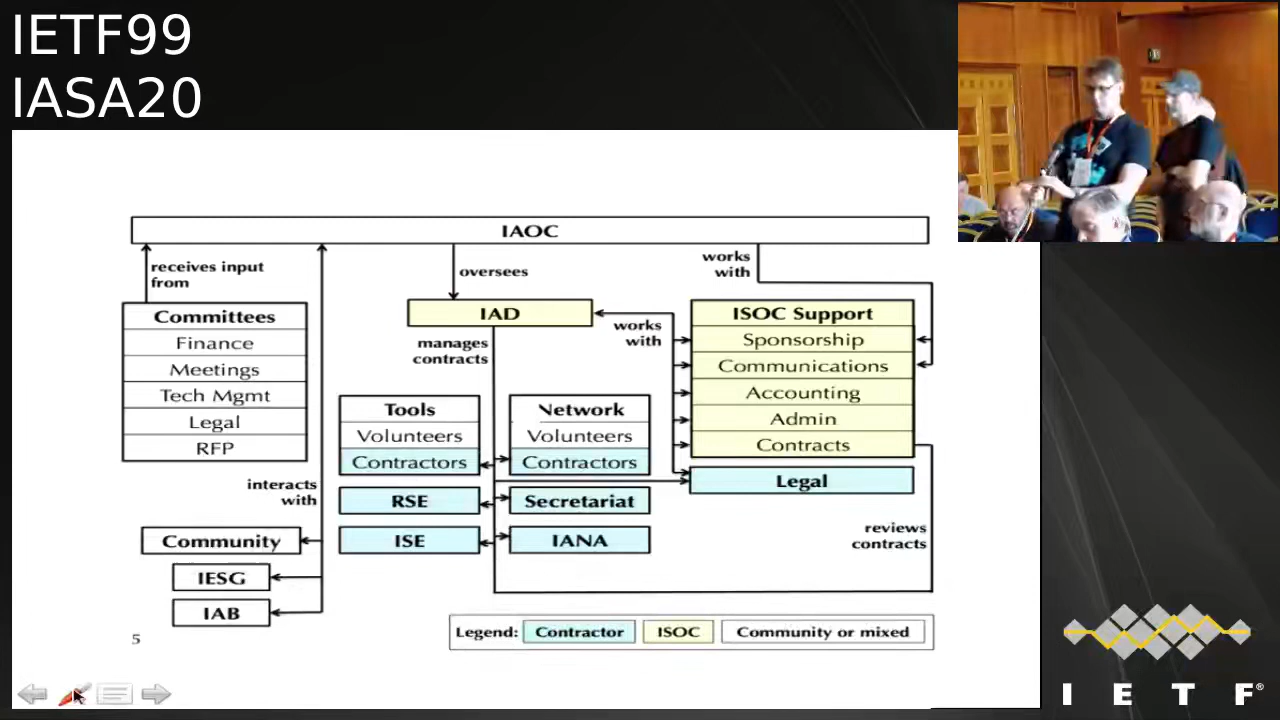 IETF99
IASA20
IAOC
receives input
from
oversees
works
with
Committees
Finance
Meetings
Tech Mgmt
Legal
RFP
IAD
works
with
ISOC Support
Sponsorship
Communications
Accounting
Admin
Contracts
Legal
manages
contracts
Tools
Volunteers
Contractors
Network
Volunteers
Contractors
RSE
Secretariat
ISE
IANA
interacts
with
Community
IESG
IAB
reviews
contracts
5
Legend: Contractor ISOC Community or mixed
I E T F®